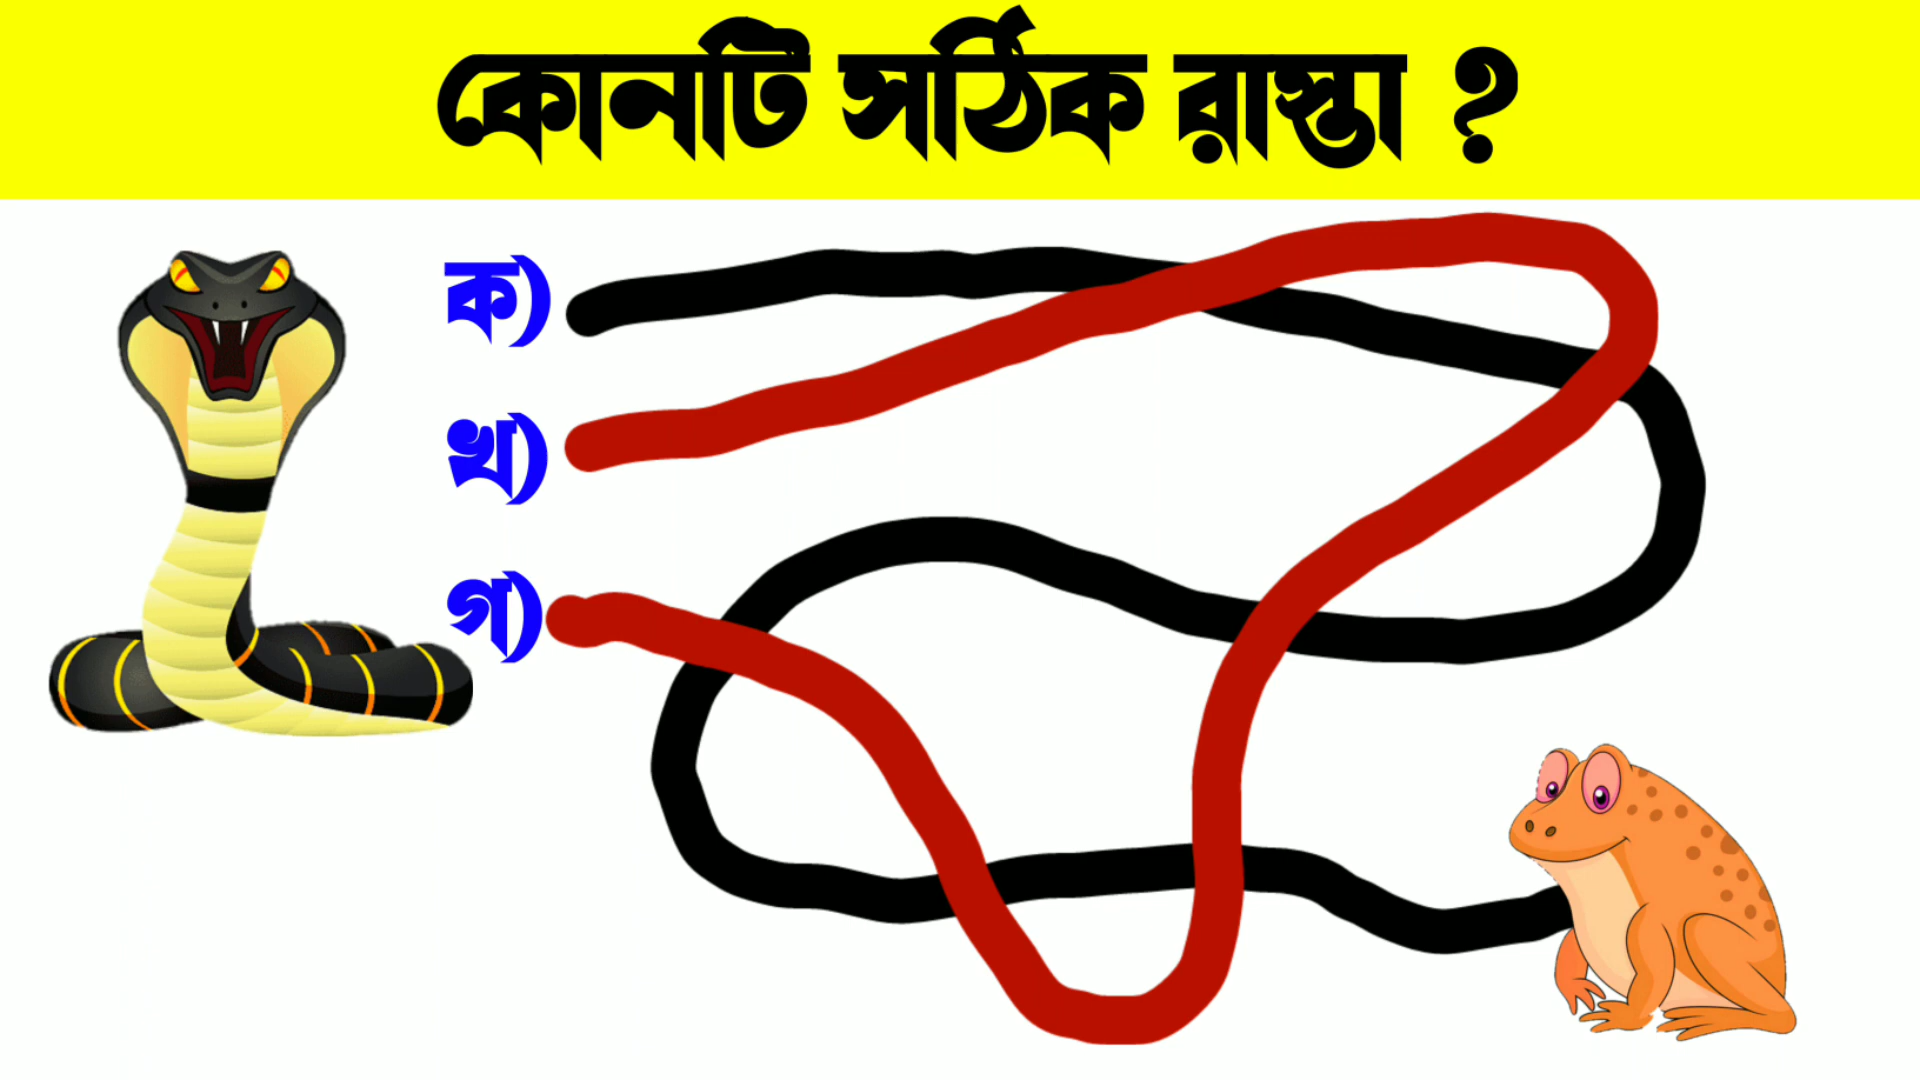 কোনটি সঠিক রাস্তা ?
ক)
খ)
গ)